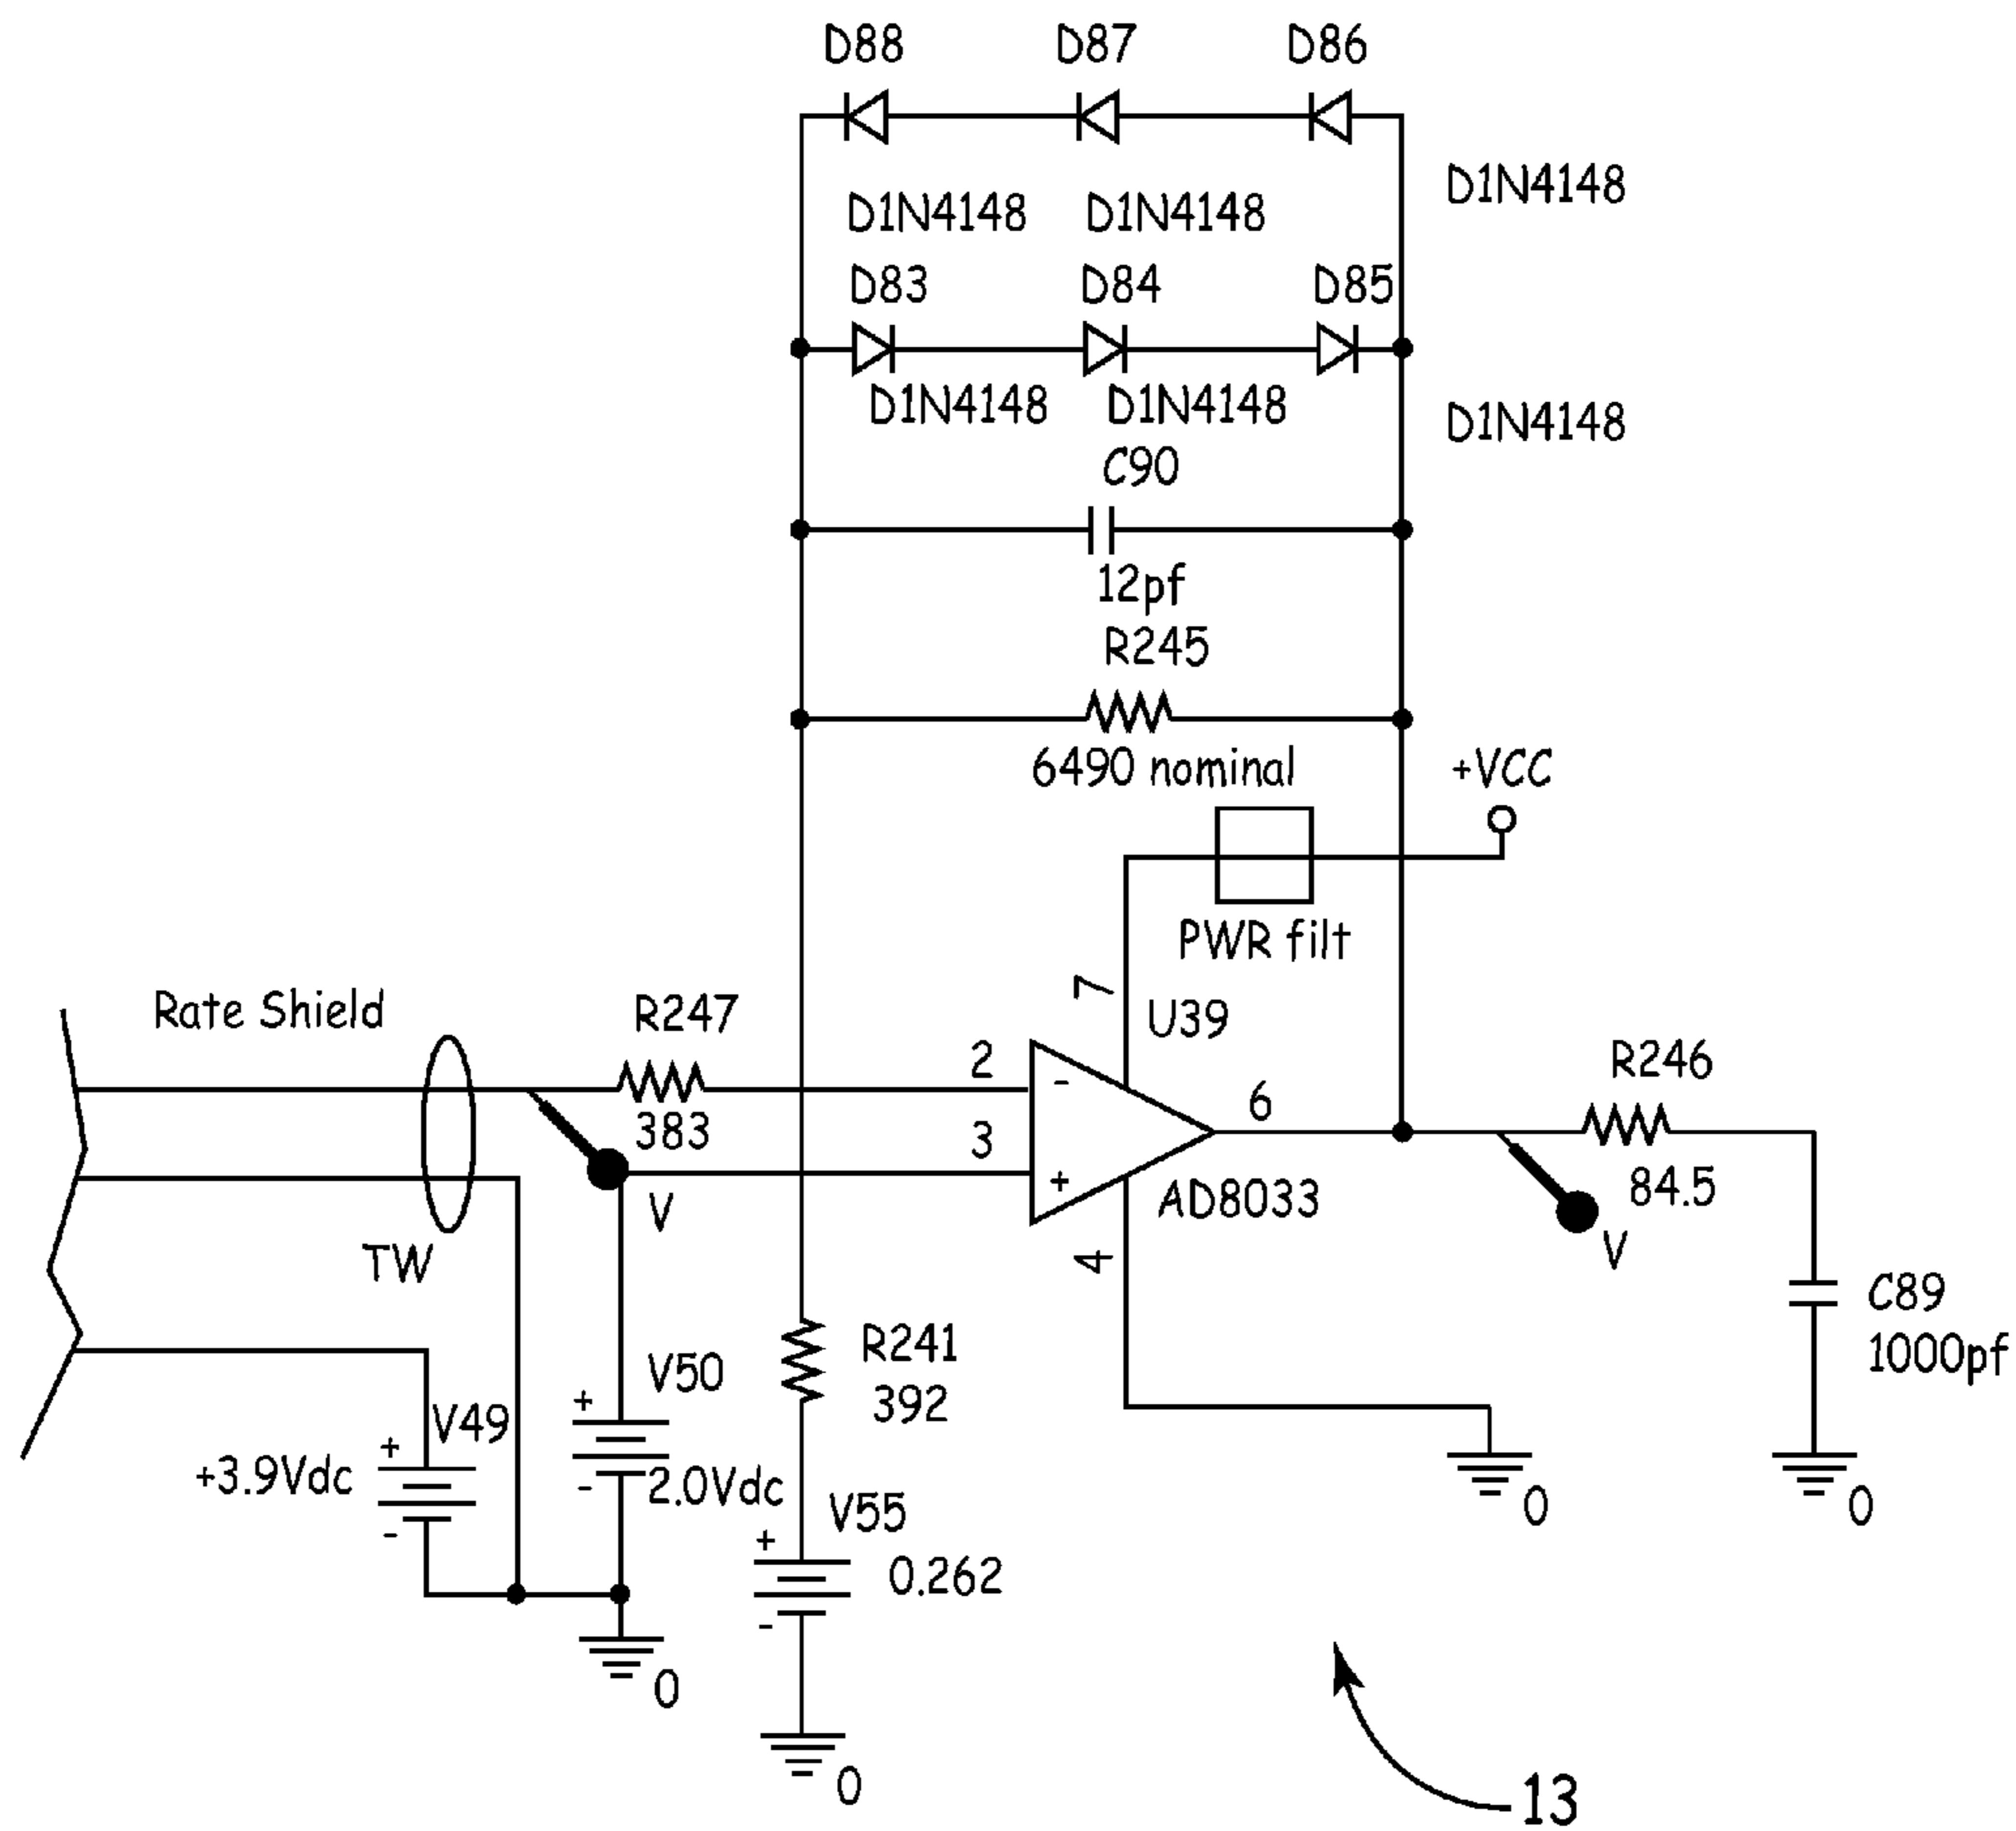 D88 D87 D86
D1N4148 D1N4148 D1N4148
D83 D84 D85
D1N4148 D1N4148 D1N4148
C90
12pf
R245
6490 nominal
+VCC
PWR filt
7
U39
Rate Shield
R247
383
2
-
3
+
6
AD8033
4
R246
84.5
V
TW
V
C89
1000pf
R241
392
V50
+
-
2.0Vdc
V49
+
-
+3.9Vdc
V55
+
-
0.262
0
0
0
0
13